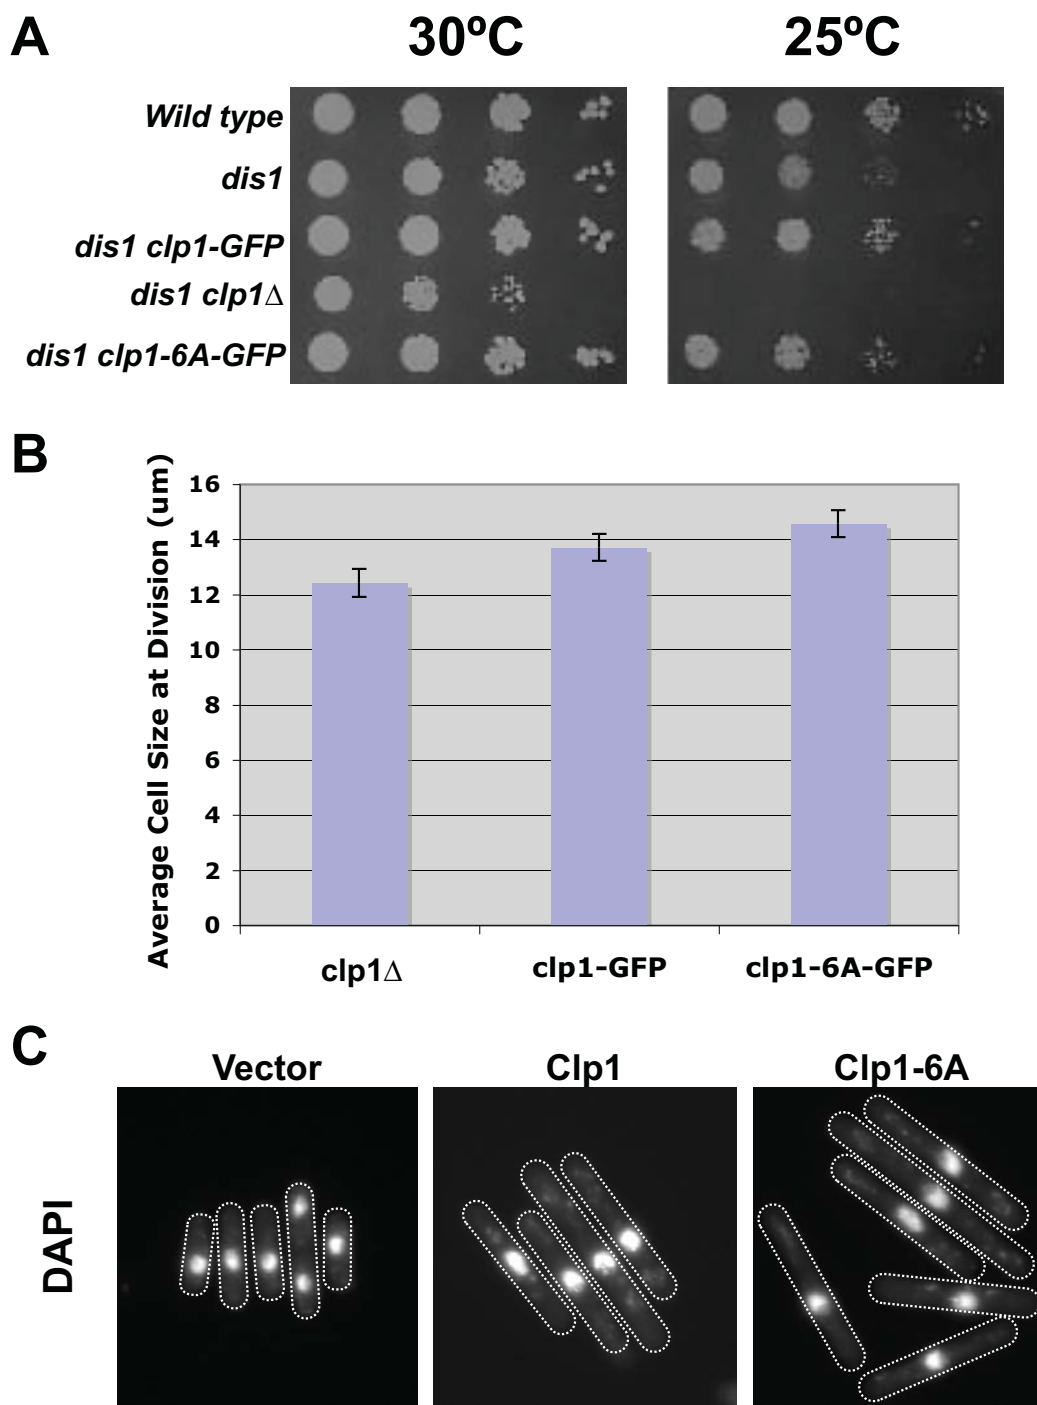 A
30ºC
25ºC
Wild type
dis1
dis1 clp1-GFP
dis1 clp1Δ
dis1 clp1-6A-GFP
B
Average Cell Size at Division (um)
16
14
12
10
8
6
4
2
0
clp1Δ
clp1-GFP
clp1-6A-GFP
C
Vector
Clp1
Clp1-6A
DAPI